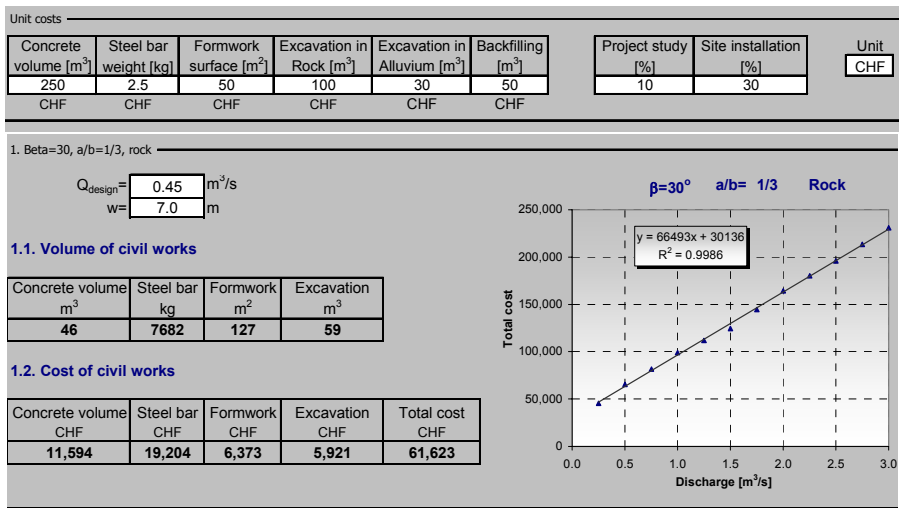 Unit costs
Concrete volume [m³] Steel bar weight [kg] Formwork surface [m²] Excavation in Rock [m³] Excavation in Alluvium [m³] Backfilling [m³] Project study [%] Site installation [%] Unit
250 2.5 50 100 30 50 10 30 CHF
CHF CHF CHF CHF CHF CHF
1. Beta=30, a/b=1/3, rock
Qdesign= 0.45 m³/s
w= 7.0 m
1.1. Volume of civil works
Concrete volume Steel bar Formwork Excavation
m³ kg m² m³
46 7682 127 59
1.2. Cost of civil works
Concrete volume Steel bar Formwork Excavation Total cost
CHF CHF CHF CHF CHF
11,594 19,204 6,373 5,921 61,623
β=30° a/b= 1/3 Rock
y = 66493x + 30136
R² = 0.9986
Total cost
250,000
200,000
150,000
100,000
50,000
0
0.0 0.5 1.0 1.5 2.0 2.5 3.0
Discharge [m³/s]